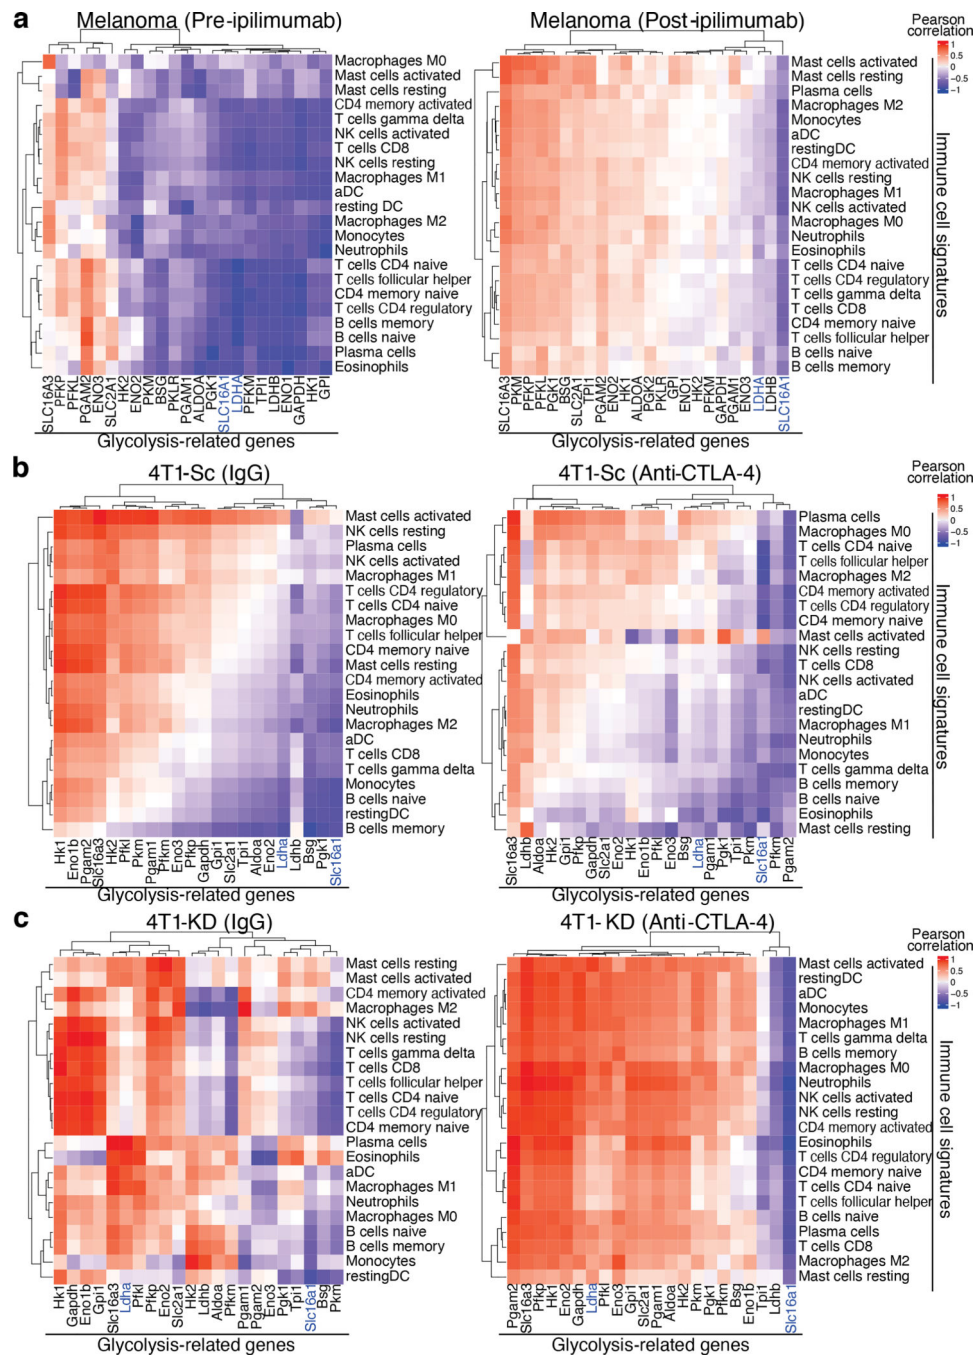 a
Melanoma (Pre-ipilimumab)
Macrophages M0
Mast cells activated
Mast cells resting
CD4 memory activated
T cells gamma delta
NK cells activated
T cells CD8
NK cells resting
Macrophages M1
aDC
resting DC
Macrophages M2
Monocytes
Neutrophils
T cells CD4 naive
T cells follicular helper
CD4 memory naive
T cells CD4 regulatory
B cells memory
B cells naive
Plasma cells
Eosinophils
SLC16A3
PFKP
PFKL
PGAM2
ENO3
SLC2A1
HK2
ENO2
PKM
BSG
PKLR
PGAM1
ALDOA
PGK1
SLC16A1
LDHA
PFKM
TPI1
LDHB
ENO1
GAPDH
HK1
GPI
Glycolysis-related genes
Melanoma (Post-ipilimumab)
Mast cells activated
Mast cells resting
Plasma cells
Macrophages M2
Monocytes
aDC
restingDC
CD4 memory activated
NK cells resting
Macrophages M1
NK cells activated
Macrophages M0
Neutrophils
Eosinophils
T cells CD4 naive
T cells CD4 regulatory
T cells gamma delta
T cells CD8
CD4 memory naive
T cells follicular helper
B cells naive
B cells memory
SLC16A3
PKM
PFKP
PFKL
PGK1
BSG
SLC2A1
TPI1
PGAM2
ENO2
HK1
ALDOA
PGK2
PKLR
GPI
ENO1
HK2
PFKM
GAPDH
PGAM1
ENO3
LDHA
LDHB
SLC16A1
Glycolysis-related genes
Pearson
correlation
1
0.5
0
−0.5
−1
Immune cell signatures
b
4T1-Sc (IgG)
Mast cells activated
NK cells resting
Plasma cells
NK cells activated
Macrophages M1
T cells CD4 regulatory
T cells CD4 naive
Macrophages M0
T cells follicular helper
CD4 memory naive
Mast cells resting
CD4 memory activated
Eosinophils
Neutrophils
Macrophages M2
aDC
T cells CD8
T cells gamma delta
Monocytes
B cells naive
restingDC
B cells memory
Hk1
Eno1b
Pgam2
Slc16a3
Hk2
Pfkl
Pkm
Pgam1
Pfkm
Eno3
Pfkp
Gapdh
Gpi1
Slc2a1
Tpi1
Aldoa
Eno2
Ldha
Ldhb
Bsg
Pgk1
Slc16a1
Glycolysis-related genes
4T1-Sc (Anti-CTLA-4)
Plasma cells
Macrophages M0
T cells CD4 naive
T cells follicular helper
Macrophages M2
CD4 memory activated
T cells CD4 regulatory
CD4 memory naive
Mast cells activated
NK cells resting
T cells CD8
NK cells activated
aDC
restingDC
Macrophages M1
Neutrophils
Monocytes
T cells gamma delta
B cells memory
B cells naive
Eosinophils
Mast cells resting
Slc16a3
Ldhb
Aldoa
Hk2
Gpi1
Pfkp
Gapdh
Slc2a1
Eno2
Hk1
Eno1b
Pfkl
Eno3
Bsg
Ldha
Pgam1
Pgk1
Tpi1
Pkm
Slc16a1
Pfkm
Pgam2
Glycolysis-related genes
Pearson
correlation
1
0.5
0
−0.5
−1
Immune cell signatures
c
4T1-KD (IgG)
Mast cells resting
Mast cells activated
CD4 memory activated
Macrophages M2
NK cells activated
NK cells resting
T cells gamma delta
T cells CD8
T cells follicular helper
T cells CD4 naive
T cells CD4 regulatory
CD4 memory naive
Plasma cells
Eosinophils
aDC
Macrophages M1
Neutrophils
Macrophages M0
B cells naive
B cells memory
Monocytes
restingDC
Hk1
Gapdh
Eno1b
Gpi1
Slc16a3
Ldha
Pfkl
Pfkp
Eno2
Slc2a1
Hk2
Ldhb
Aldoa
Pfkm
Pgam1
Pgam2
Eno3
Pgk1
Tpi1
Slc16a1
Bsg
Pkm
Glycolysis-related genes
4T1-KD (Anti-CTLA-4)
Mast cells activated
restingDC
aDC
Monocytes
Macrophages M1
T cells gamma delta
B cells memory
Macrophages M0
Neutrophils
NK cells activated
NK cells resting
CD4 memory activated
Eosinophils
T cells CD4 regulatory
CD4 memory naive
T cells CD4 naive
T cells follicular helper
B cells naive
Plasma cells
T cells CD8
Macrophages M2
Mast cells resting
Pgam2
Slc16a3
Pfkp
Hk1
Eno2
Gapdh
Ldha
Pfkl
Eno3
Gpi1
Slc2a1
Pgam1
Aldoa
Hk2
Pfkm
Pgk1
Pkm
Bsg
Eno1b
Tpi1
Ldhb
Slc16a1
Glycolysis-related genes
Pearson
correlation
1
0.5
0
−0.5
−1
Immune cell signatures